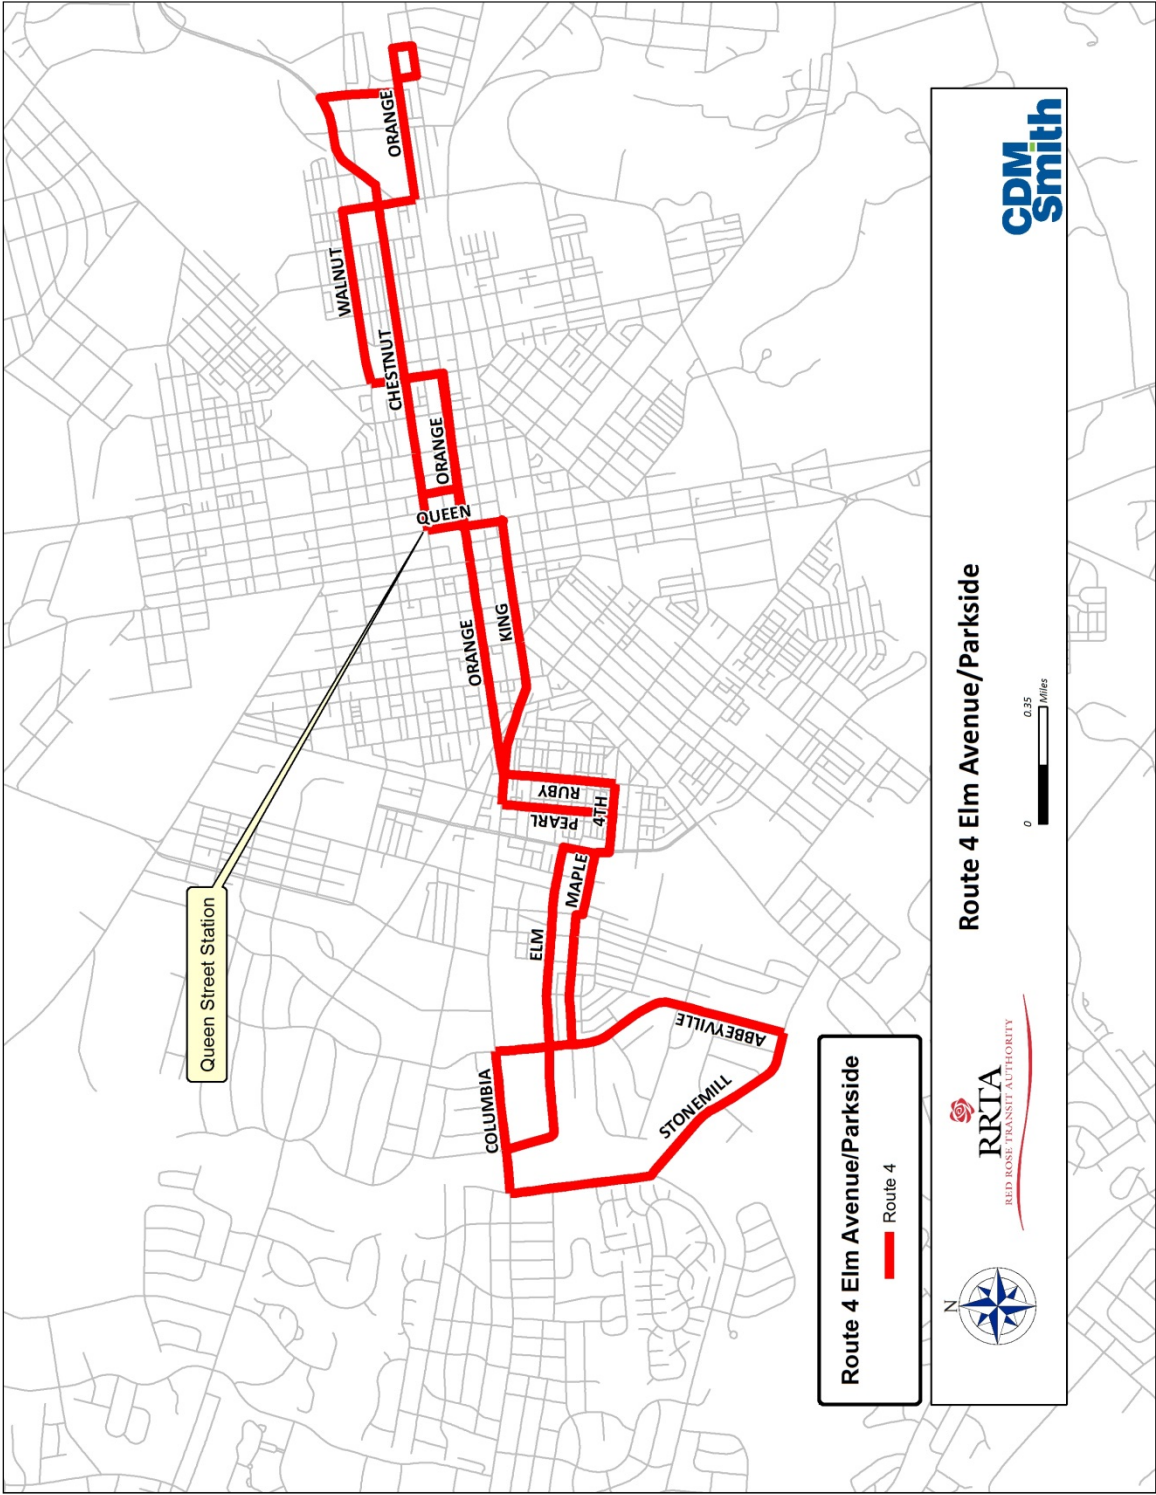 Queen Street Station
COLUMBIA
STONEMILL
ABBEYVILLE
ELM
MAPLE
PEARL
4TH
RUBY
ORANGE
KING
QUEEN
ORANGE
CHESTNUT
WALNUT
ORANGE
Route 4 Elm Avenue/Parkside
Route 4
N
RRTA
RED ROSE TRANSIT AUTHORITY
Route 4 Elm Avenue/Parkside
0 0.35
Miles
CDM
Smith